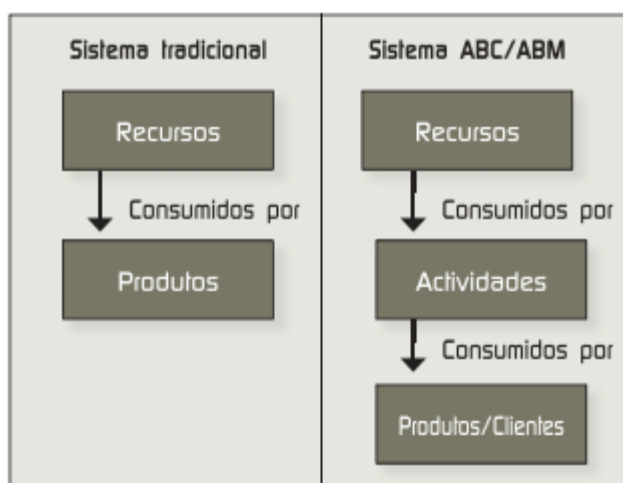 Sistema tradicional
Recursos
Consumidos por
Produtos
Sistema ABC/ABM
Recursos
Consumidos por
Actividades
Consumidos por
Produtos/Clientes